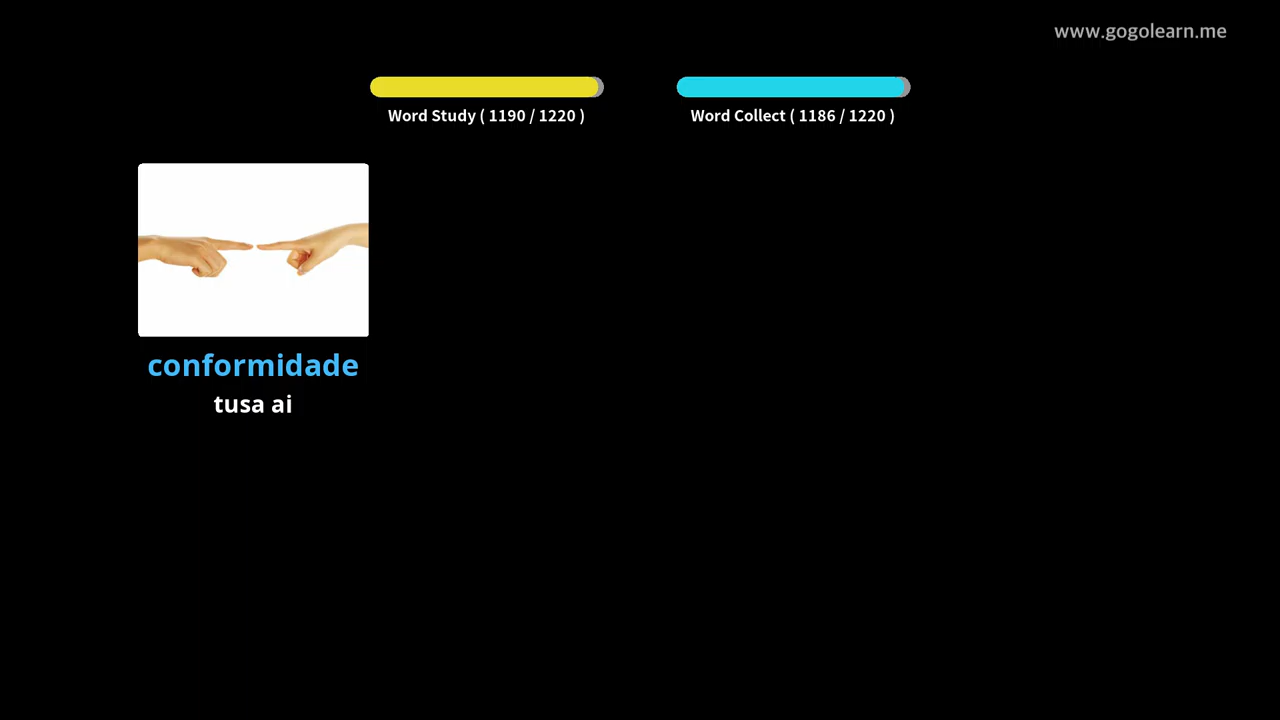 www.gogolearn.me
Word Study ( 1190 / 1220 )
Word Collect ( 1186 / 1220 )
conformidade
tusa ai